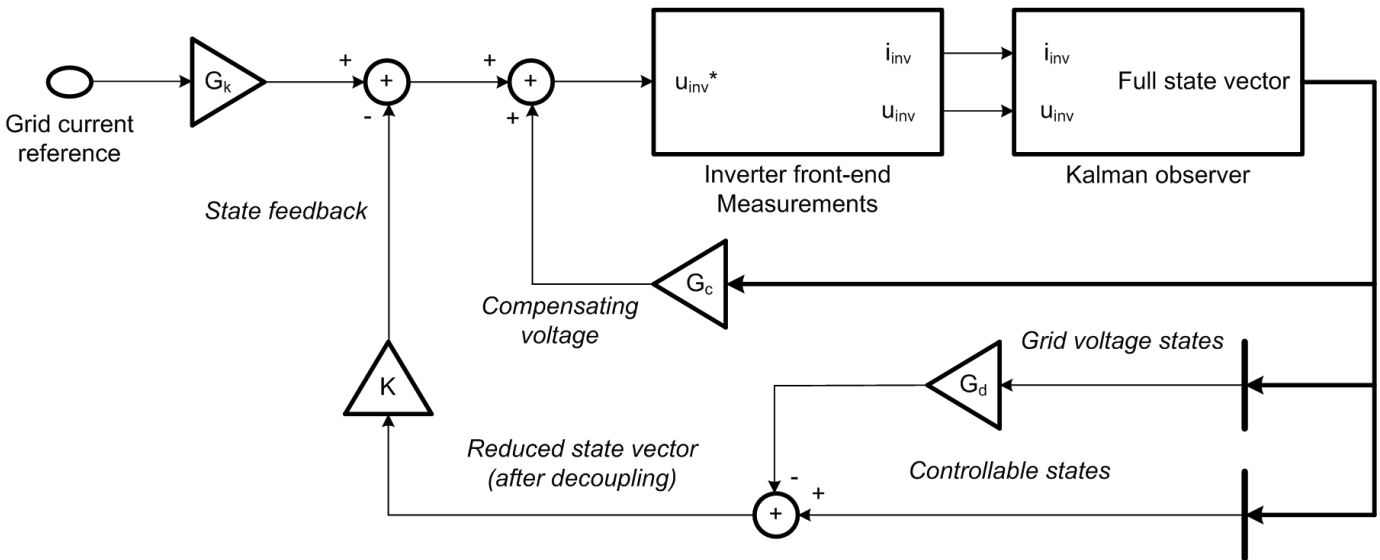 Grid current
reference
G_k
+
-
+
+
+
+
u_inv*
i_inv
u_inv
Inverter front-end
Measurements
i_inv
Full state vector
u_inv
Kalman observer
State feedback
G_c
Compensating
voltage
Grid voltage states
G_d
K
Reduced state vector
(after decoupling)
Controllable states
-
+
+